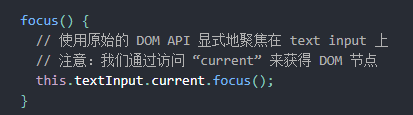 focus() {
// 使用原始的 DOM API 显式地聚焦在 text input 上
// 注意：我们通过访问 “current” 来获得 DOM 节点
this.textInput.current.focus();
}